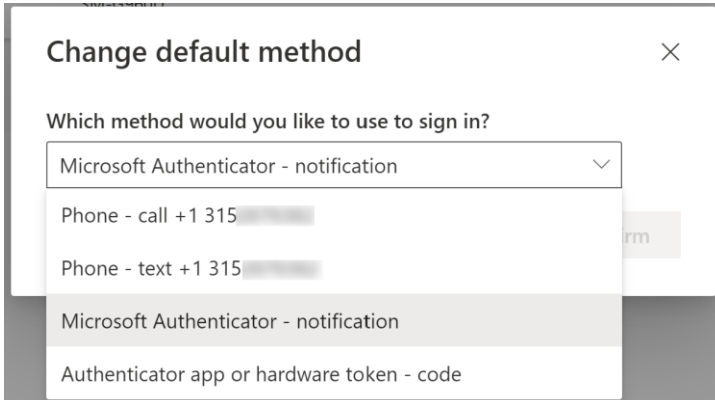 Change default method
Which method would you like to use to sign in?
Microsoft Authenticator - notification
Phone - call +1 315
Phone - text +1 315
Microsoft Authenticator - notification
Authenticator app or hardware token - code